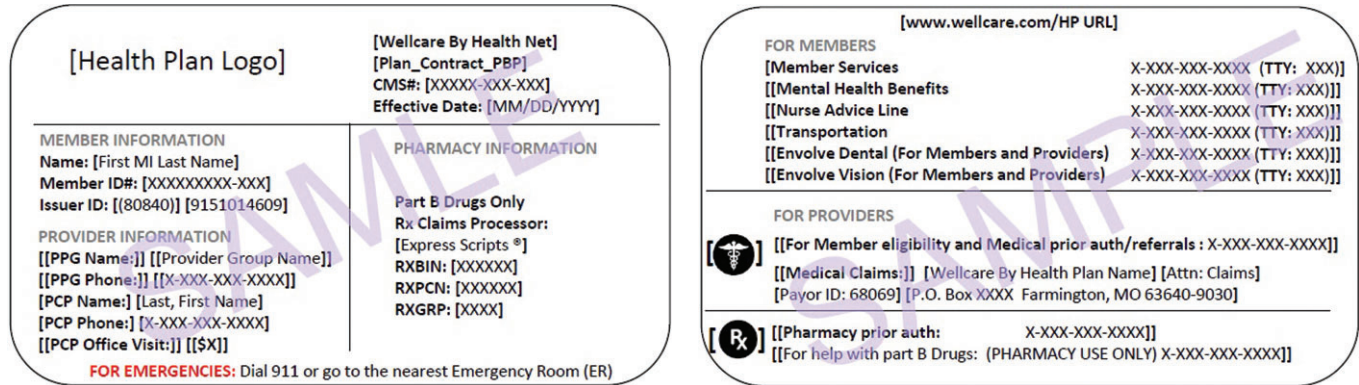 [Health Plan Logo]
[Wellcare By Health Net]
[Plan_Contract_PBP]
CMS#: [XXXXX-XXX-XXX]
Effective Date: [MM/DD/YYYY]
MEMBER INFORMATION
Name: [First MI Last Name]
Member ID#: [XXXXXXXXX-XXX]
Issuer ID: [(80840)] [9151014609]
PROVIDER INFORMATION
[[PPG Name:]] [[Provider Group Name]]
[[PPG Phone:]] [[X-XXX-XXX-XXXX]]
[PCP Name:] [Last, First Name]
[PCP Phone:] [X-XXX-XXX-XXXX]
[[PCP Office Visit:]] [[$X]]
PHARMACY INFORMATION
Part B Drugs Only
Rx Claims Processor:
[Express Scripts ®]
RXBIN: [XXXXXX]
RXPCN: [XXXXXX]
RXGRP: [XXXX]
FOR EMERGENCIES: Dial 911 or go to the nearest Emergency Room (ER)
SAMLE
[www.wellcare.com/HP URL]
FOR MEMBERS
[Member Services X-XXX-XXX-XXXX (TTY: XXX)]
[[Mental Health Benefits X-XXX-XXX-XXXX (TTY: XXX)]]
[[Nurse Advice Line X-XXX-XXX-XXXX (TTY: XXX)]]
[[Transportation X-XXX-XXX-XXXX (TTY: XXX)]]
[[Envolve Dental (For Members and Providers) X-XXX-XXX-XXXX (TTY: XXX)]]
[[Envolve Vision (For Members and Providers) X-XXX-XXX-XXXX (TTY: XXX)]]
FOR PROVIDERS
[ ] [[For Member eligibility and Medical prior auth/referrals : X-XXX-XXX-XXXX]]
[[Medical Claims:]] [Wellcare By Health Plan Name] [Attn: Claims]
[Payor ID: 68069] [P.O. Box XXXX Farmington, MO 63640-9030]
[Rx] [[Pharmacy prior auth: X-XXX-XXX-XXXX]]
[[For help with part B Drugs: (PHARMACY USE ONLY) X-XXX-XXX-XXXX]]
SAMPLE